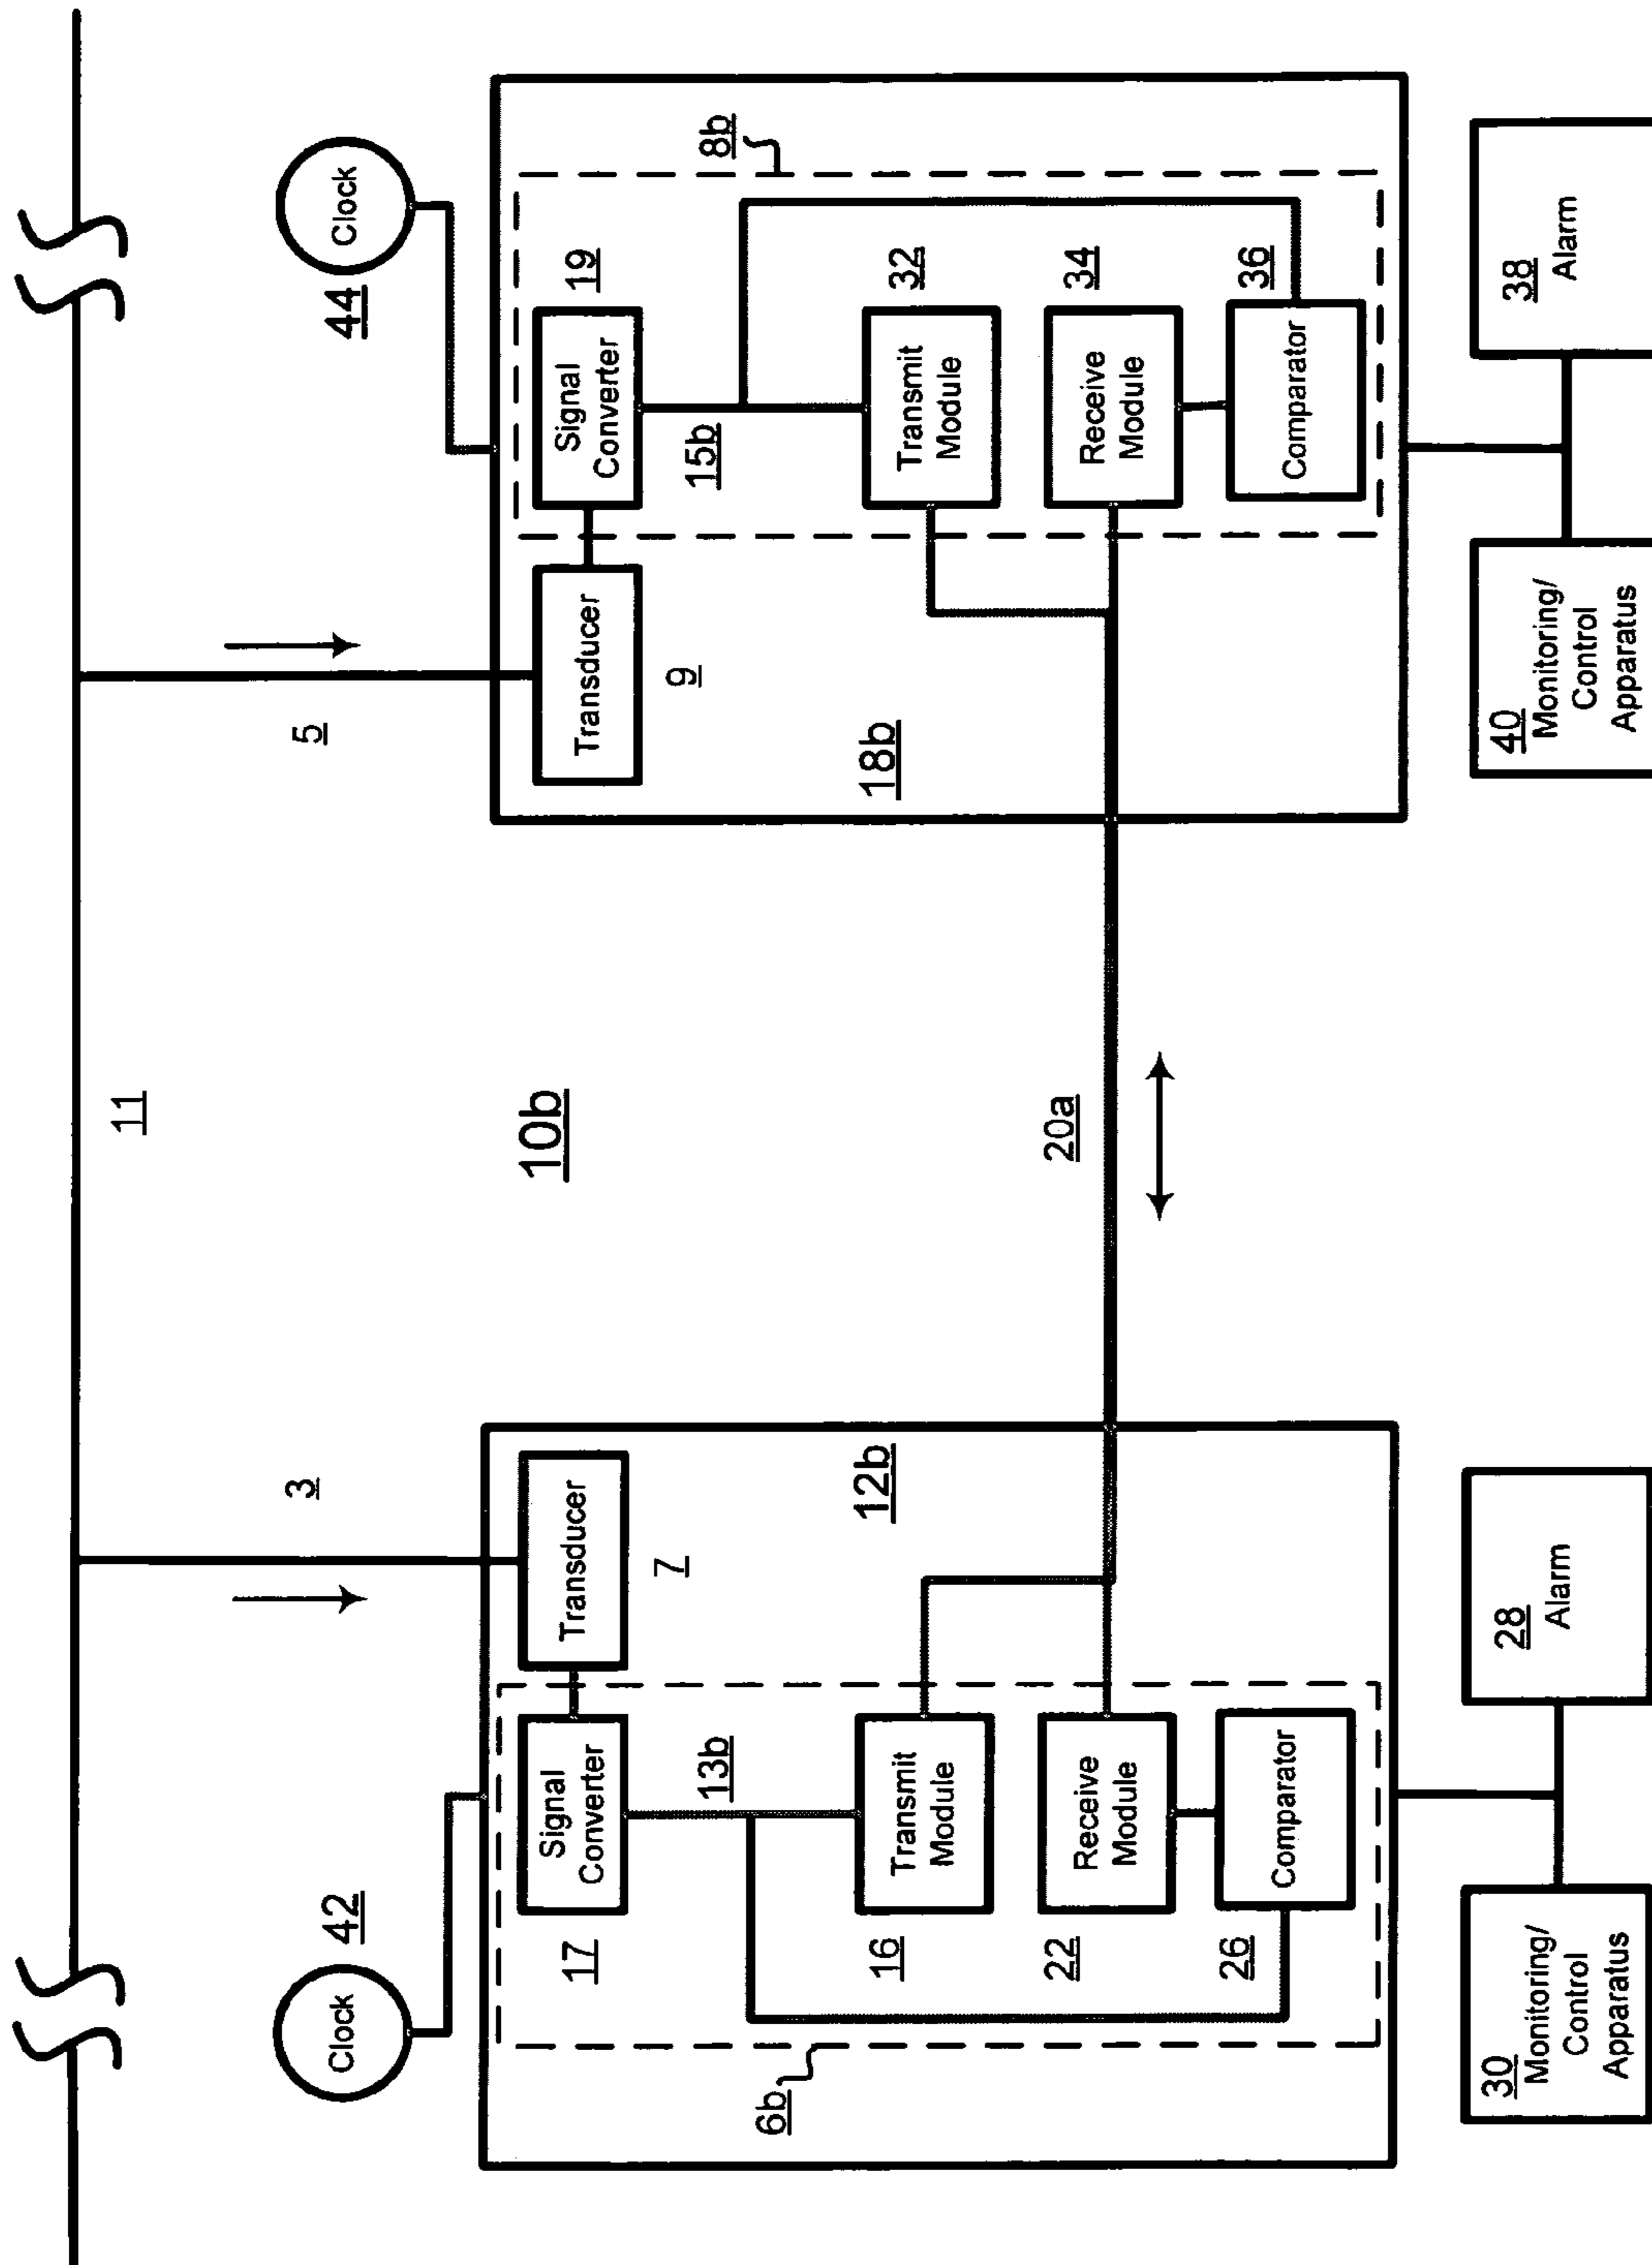 11
3
5
Clock
42
Clock
44
10b
Signal
Converter
17
Transducer
7
Transducer
9
Signal
Converter
19
13b
15b
6b
8b
12b
18b
Transmit
Module
16
Transmit
Module
32
20a
Receive
Module
22
Receive
Module
34
Comparator
26
Comparator
36
30
Monitoring/
Control
Apparatus
28
Alarm
40
Monitoring/
Control
Apparatus
38
Alarm